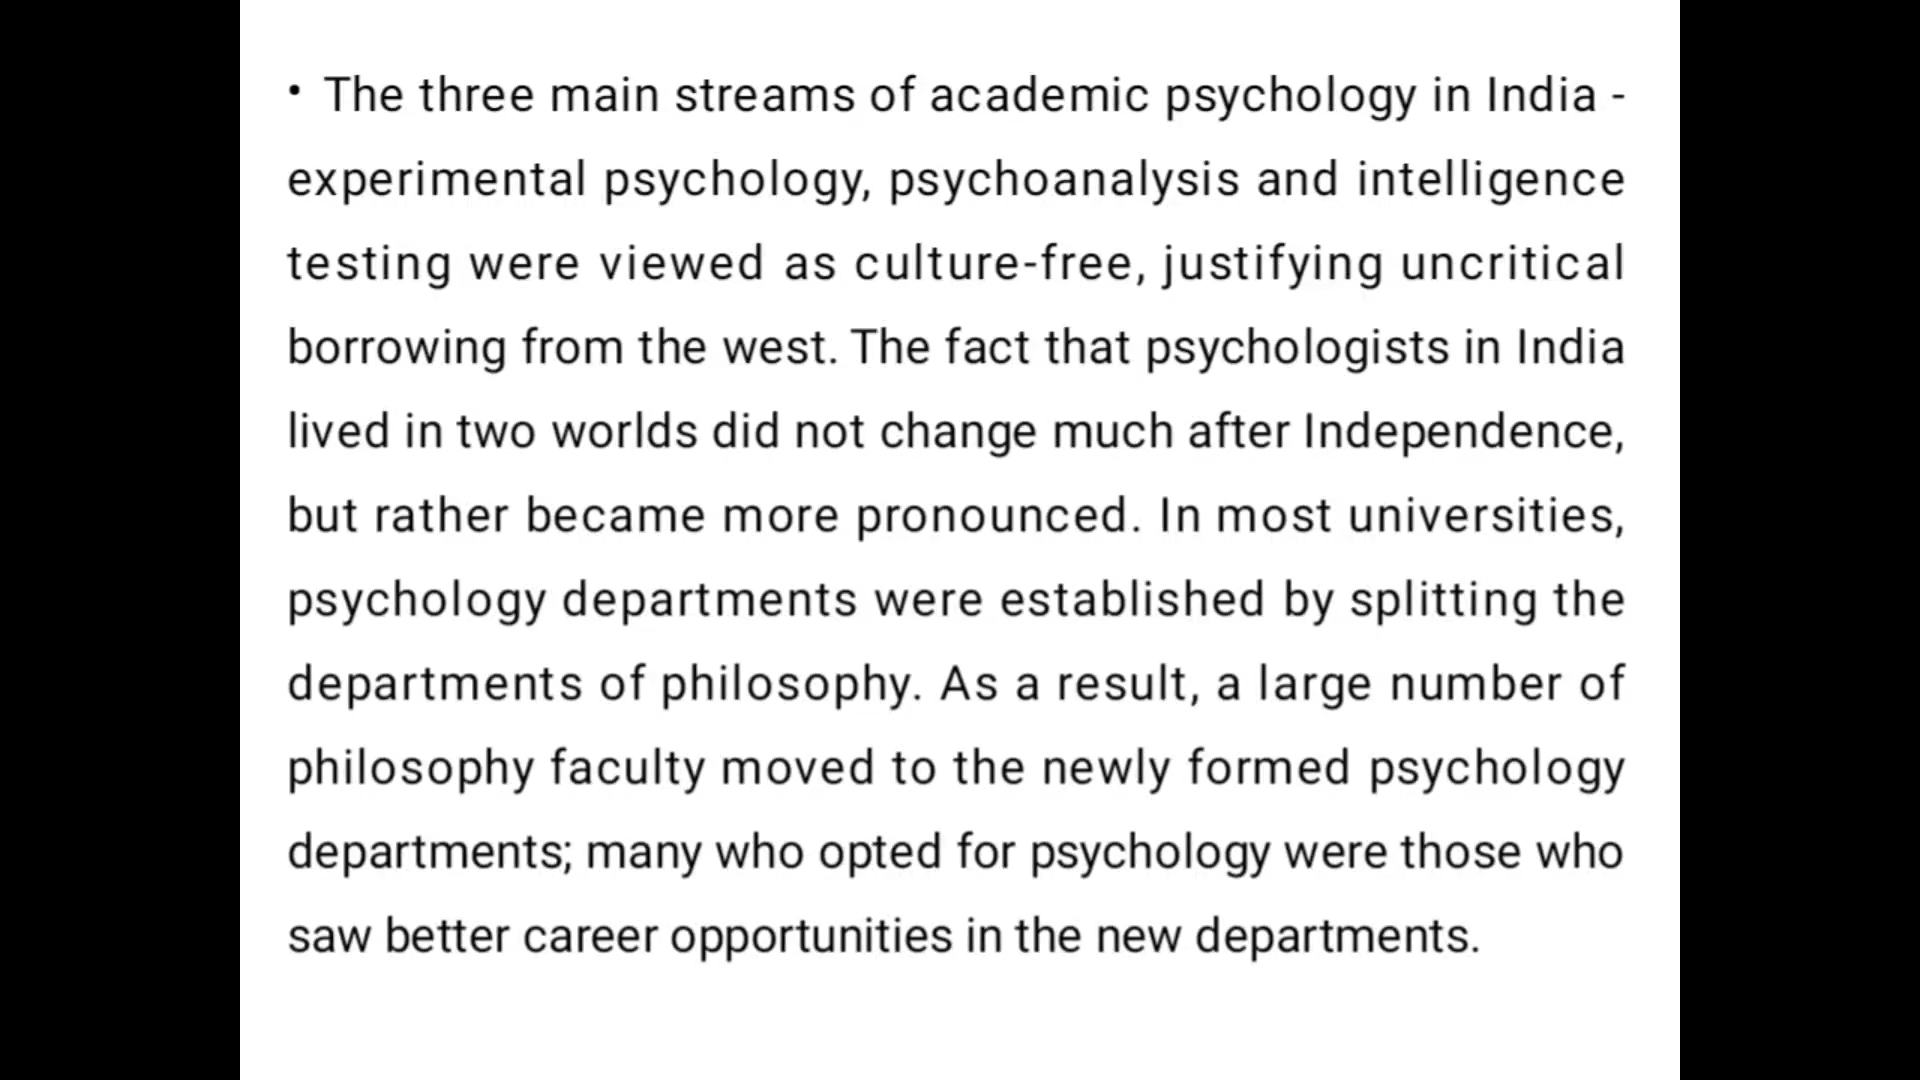 • The three main streams of academic psychology in India -
experimental psychology, psychoanalysis and intelligence
testing were viewed as culture-free, justifying uncritical
borrowing from the west. The fact that psychologists in India
lived in two worlds did not change much after Independence,
but rather became more pronounced. In most universities,
psychology departments were established by splitting the
departments of philosophy. As a result, a large number of
philosophy faculty moved to the newly formed psychology
departments; many who opted for psychology were those who
saw better career opportunities in the new departments.